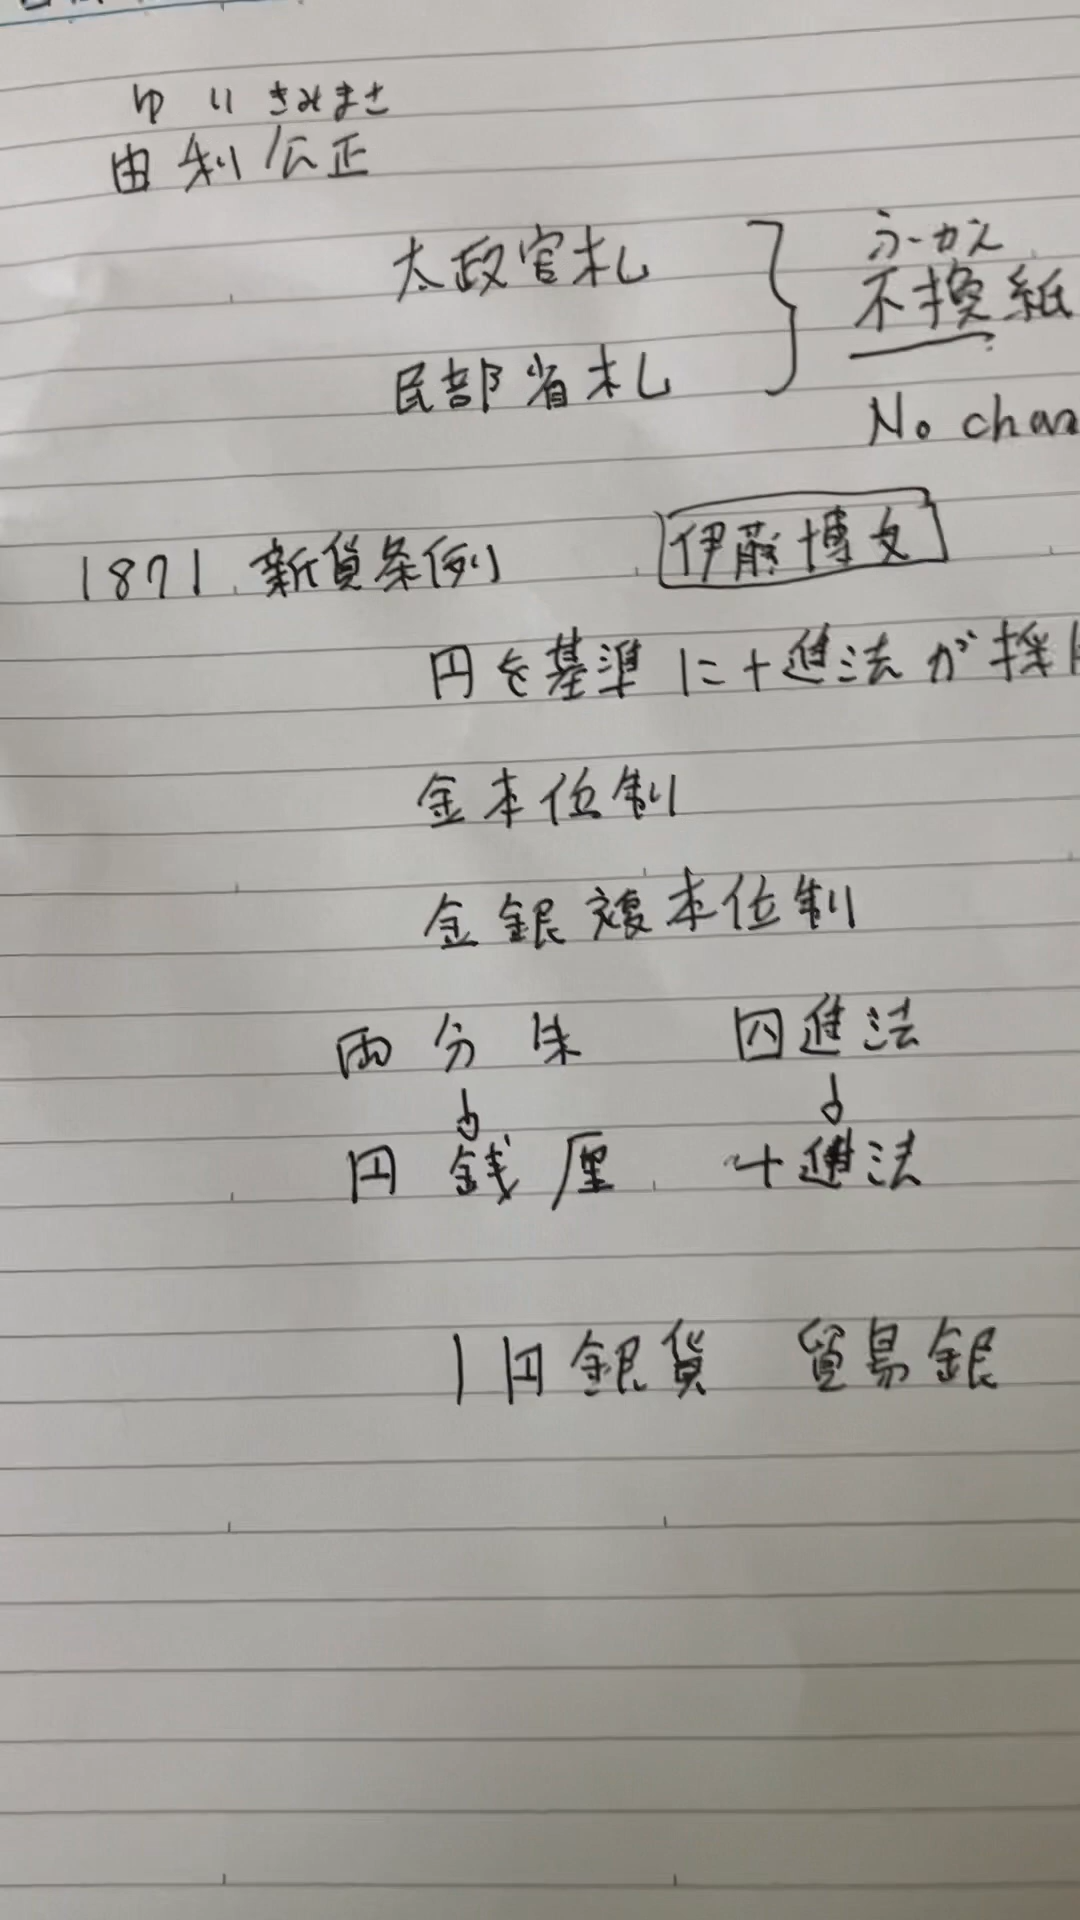 ゆ り きみまさ
由利公正
太政官札
ふ-かん
不換紙
民部省札
No chan
1871 新貨条例 伊藤博文
円を基準に十進法が採
金本位制
金銀複本位制
両 分 朱 四進法
↓ ↓
円 銭 厘 十進法
1円銀貨 貿易銀